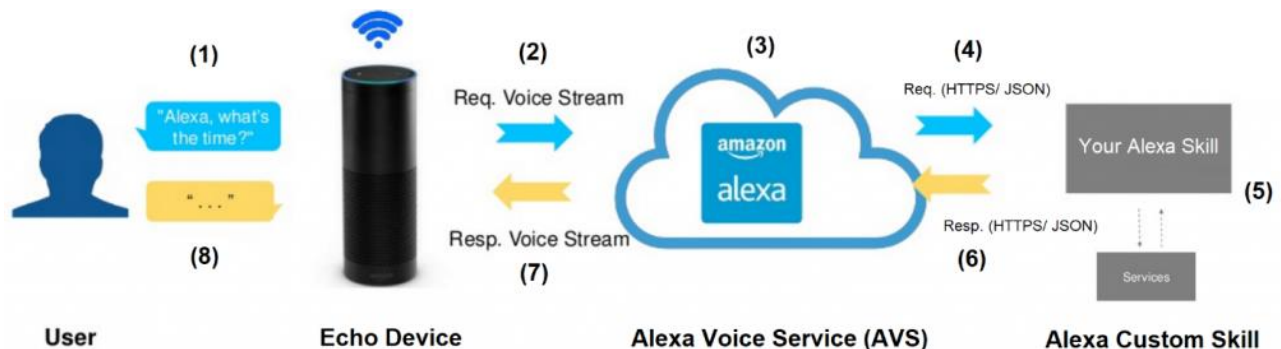 (1)
"Alexa, what's
the time?"
" . . . "
(8)
User
Echo Device
(2)
Req. Voice Stream
Resp. Voice Stream
(7)
(3)
amazon
alexa
Alexa Voice Service (AVS)
(4)
Req. (HTTPS/ JSON)
Resp. (HTTPS/ JSON)
(6)
Your Alexa Skill
(5)
Services
Alexa Custom Skill